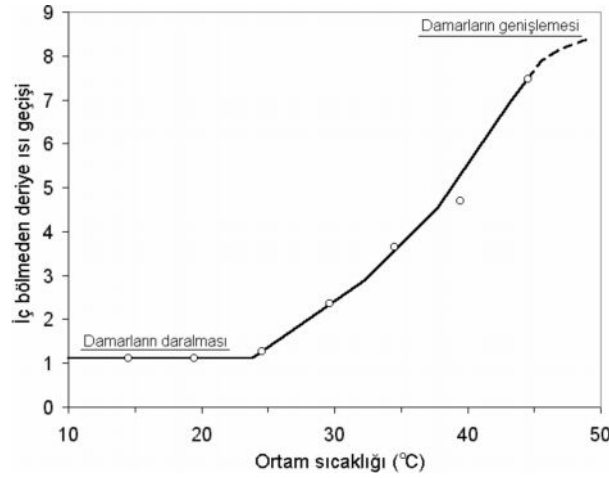 Damarların genişlemesi
9
8
7
6
5
4
3
2
1
0
İç bölmeden deriye ısı geçişi
Damarların daralması
10 20 30 40 50
Ortam sıcaklığı (°C)